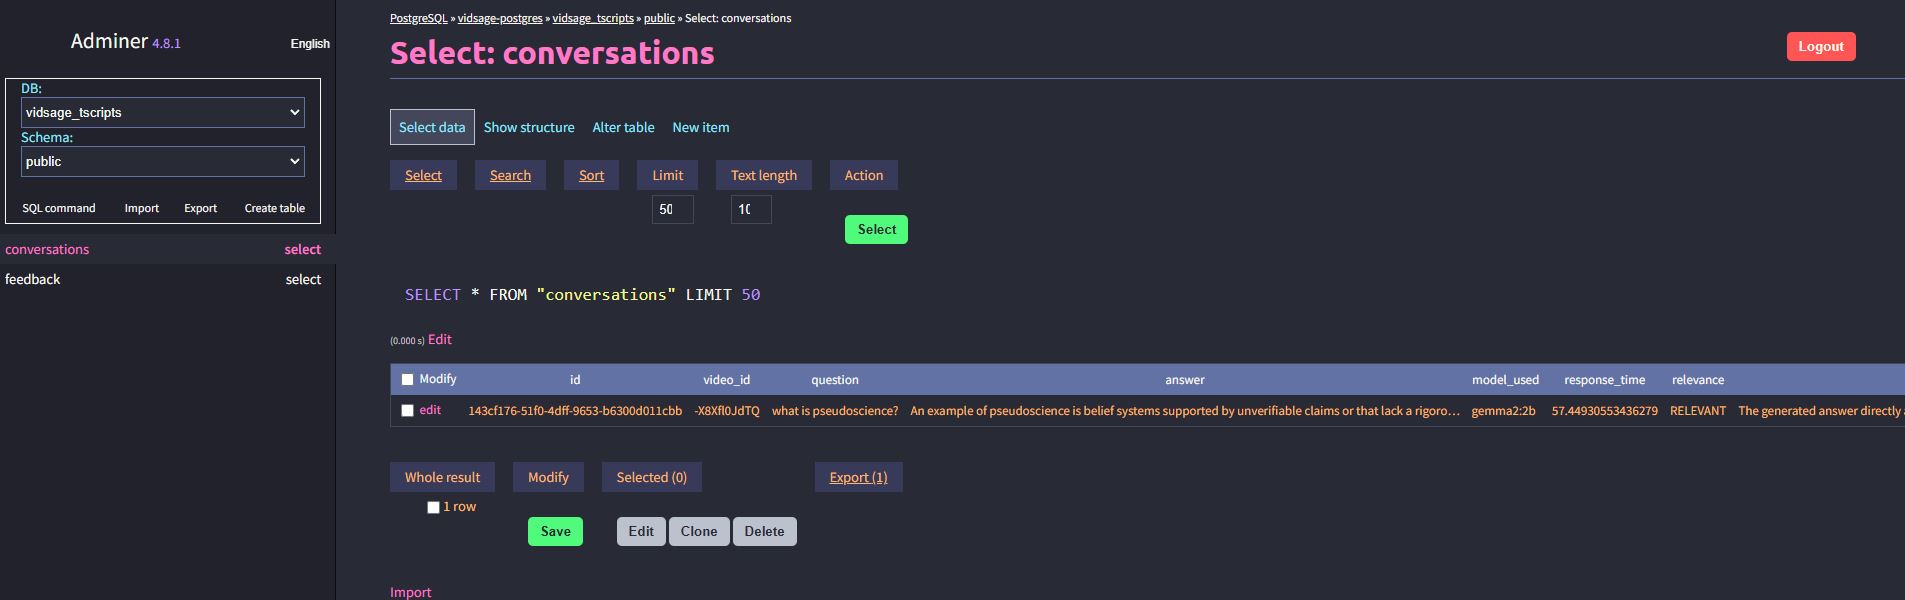 Adminer 4.8.1
English
DB:
vidsage_tscripts
Schema:
public
SQL command Import Export Create table
conversations select
feedback select
PostgreSQL » vidsage-postgres » vidsage_tscripts » public » Select: conversations
Select: conversations
Logout
Select data Show structure Alter table New item
Select Search Sort Limit Text length Action
50 10
Select
SELECT * FROM "conversations" LIMIT 50
(0.000 s) Edit
Modify id video_id question answer model_used response_time relevance
edit 143cf176-51f0-4dff-9653-b6300d011cbb -X8Xfl0JdTQ what is pseudoscience? An example of pseudoscience is belief systems supported by unverifiable claims or that lack a rigoro… gemma2:2b 57.44930553436279 RELEVANT The generated answer directly
Whole result Modify Selected (0) Export (1)
1 row
Save Edit Clone Delete
Import